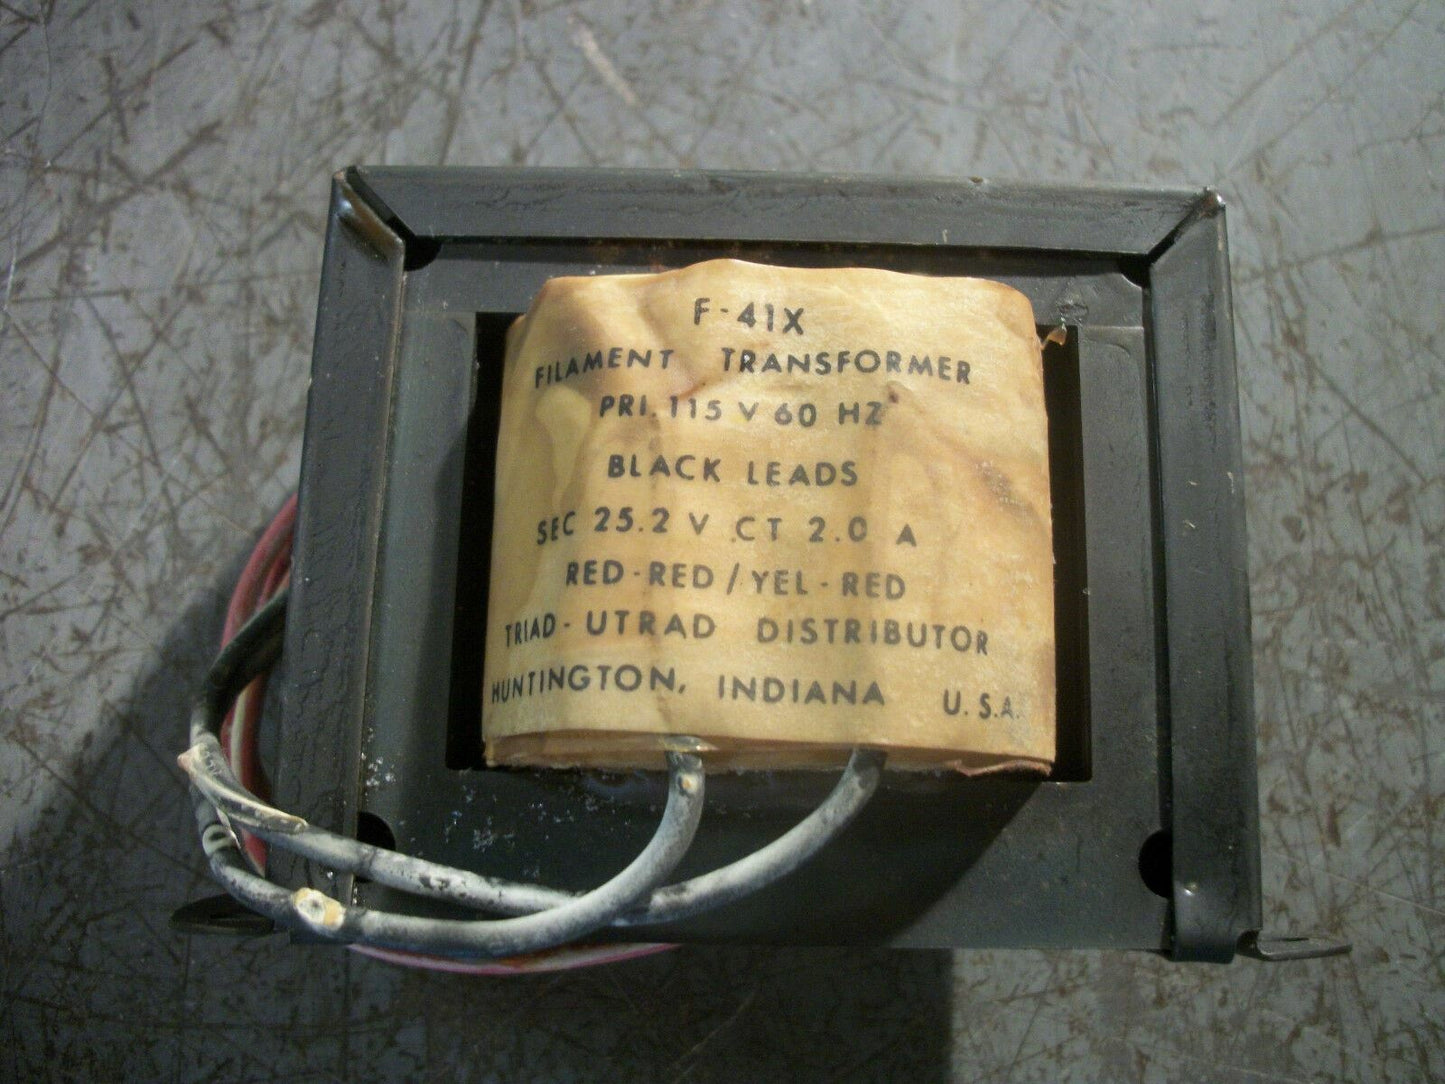 F-41X
FILAMENT TRANSFORMER
PRI. 115 V 60 HZ
BLACK LEADS
SEC 25.2 V CT 2.0 A
RED-RED/YEL-RED
TRIAD-UTRAD DISTRIBUTOR
HUNTINGTON, INDIANA U.S.A.